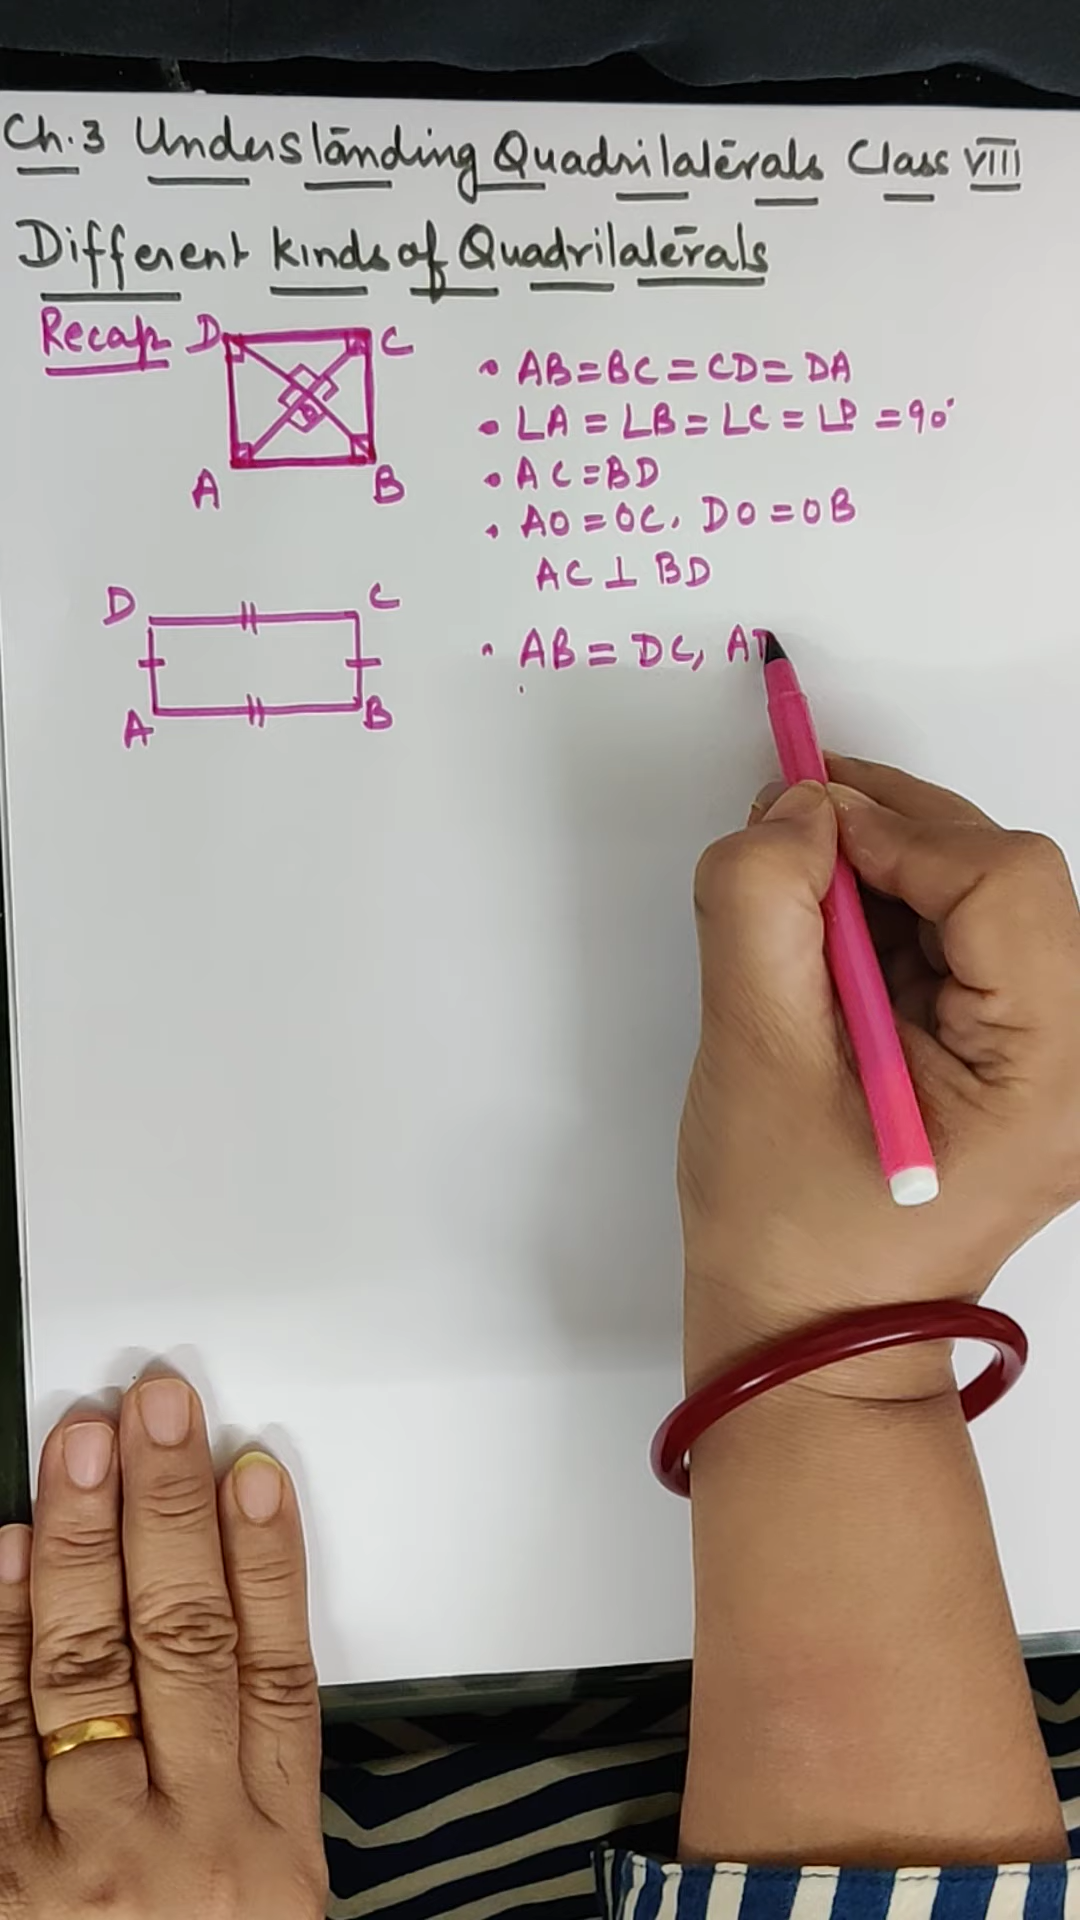 Ch.3 Understanding Quadrilaterals Class VIII
Different kinds of Quadrilaterals
Recap D C
A B
• AB=BC=CD=DA
• ∠A=∠B=∠C=∠D=90°
• AC=BD
• AO=OC, DO=OB
AC⊥BD
D C
A B
• AB=DC, AD